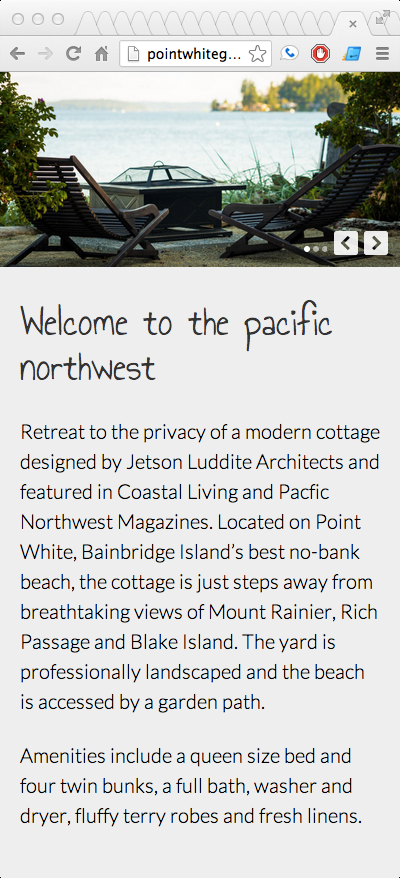 pointwhiteg...
Welcome to the pacific
northwest
Retreat to the privacy of a modern cottage
designed by Jetson Luddite Architects and
featured in Coastal Living and Pacfic
Northwest Magazines. Located on Point
White, Bainbridge Island’s best no-bank
beach, the cottage is just steps away from
breathtaking views of Mount Rainier, Rich
Passage and Blake Island. The yard is
professionally landscaped and the beach
is accessed by a garden path.
Amenities include a queen size bed and
four twin bunks, a full bath, washer and
dryer, fluffy terry robes and fresh linens.